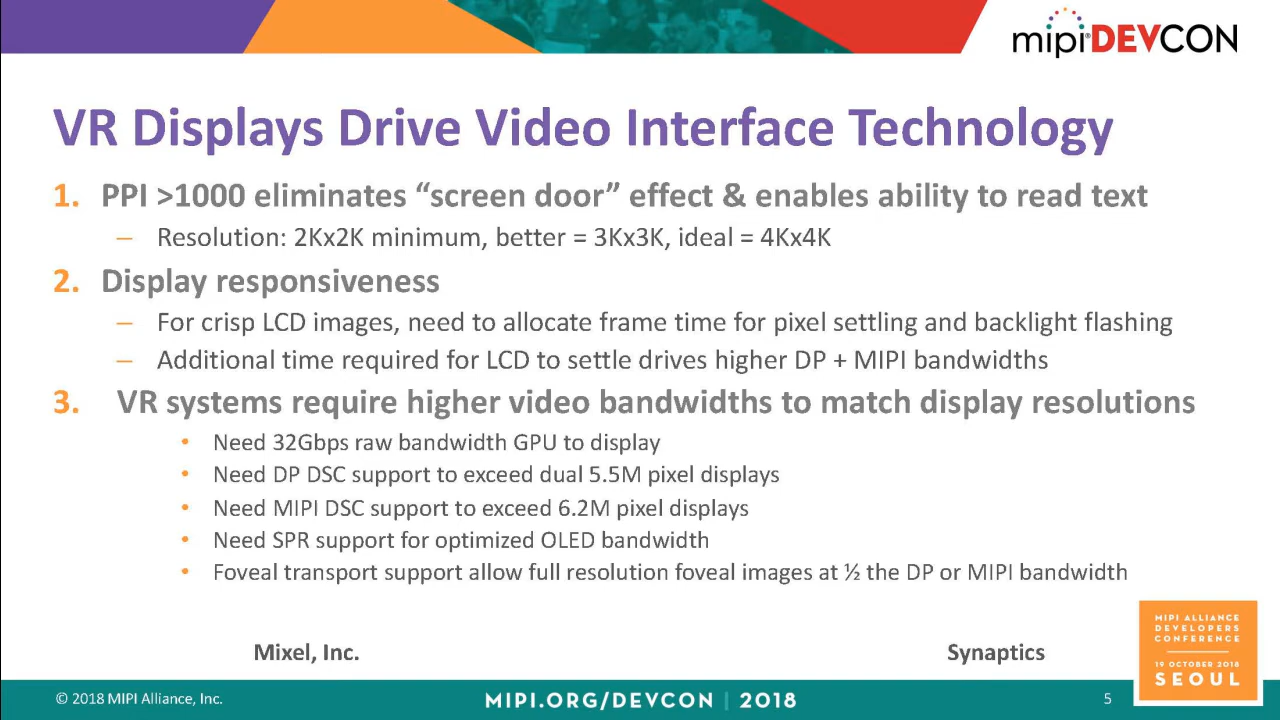 mipi® DEVCON
VR Displays Drive Video Interface Technology
1. PPI >1000 eliminates “screen door” effect & enables ability to read text
– Resolution: 2Kx2K minimum, better = 3Kx3K, ideal = 4Kx4K
2. Display responsiveness
– For crisp LCD images, need to allocate frame time for pixel settling and backlight flashing
– Additional time required for LCD to settle drives higher DP + MIPI bandwidths
3. VR systems require higher video bandwidths to match display resolutions
• Need 32Gbps raw bandwidth GPU to display
• Need DP DSC support to exceed dual 5.5M pixel displays
• Need MIPI DSC support to exceed 6.2M pixel displays
• Need SPR support for optimized OLED bandwidth
• Foveal transport support allow full resolution foveal images at ½ the DP or MIPI bandwidth
Mixel, Inc.
Synaptics
MIPI ALLIANCE
DEVELOPERS
CONFERENCE
19 OCTOBER 2018
SEOUL
© 2018 MIPI Alliance, Inc.
MIPI.ORG/DEVCON | 2018
5